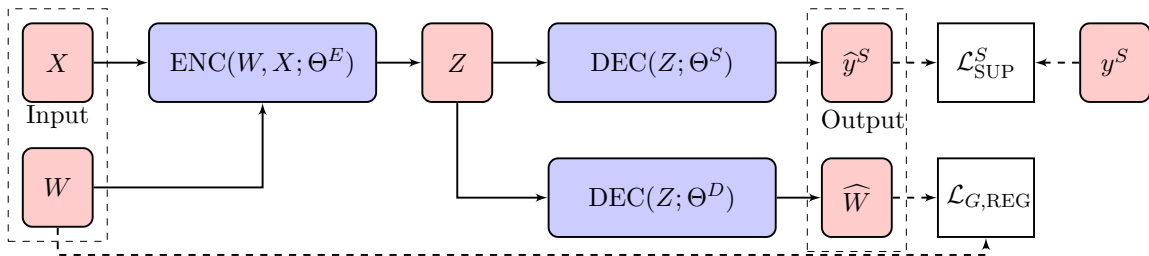 X
ENC(W, X; Θ^E)
Z
DEC(Z; Θ^S)
ŷ^S
ℒ^S_SUP
y^S
Input
Output
W
DEC(Z; Θ^D)
Ŵ
ℒ_G,REG